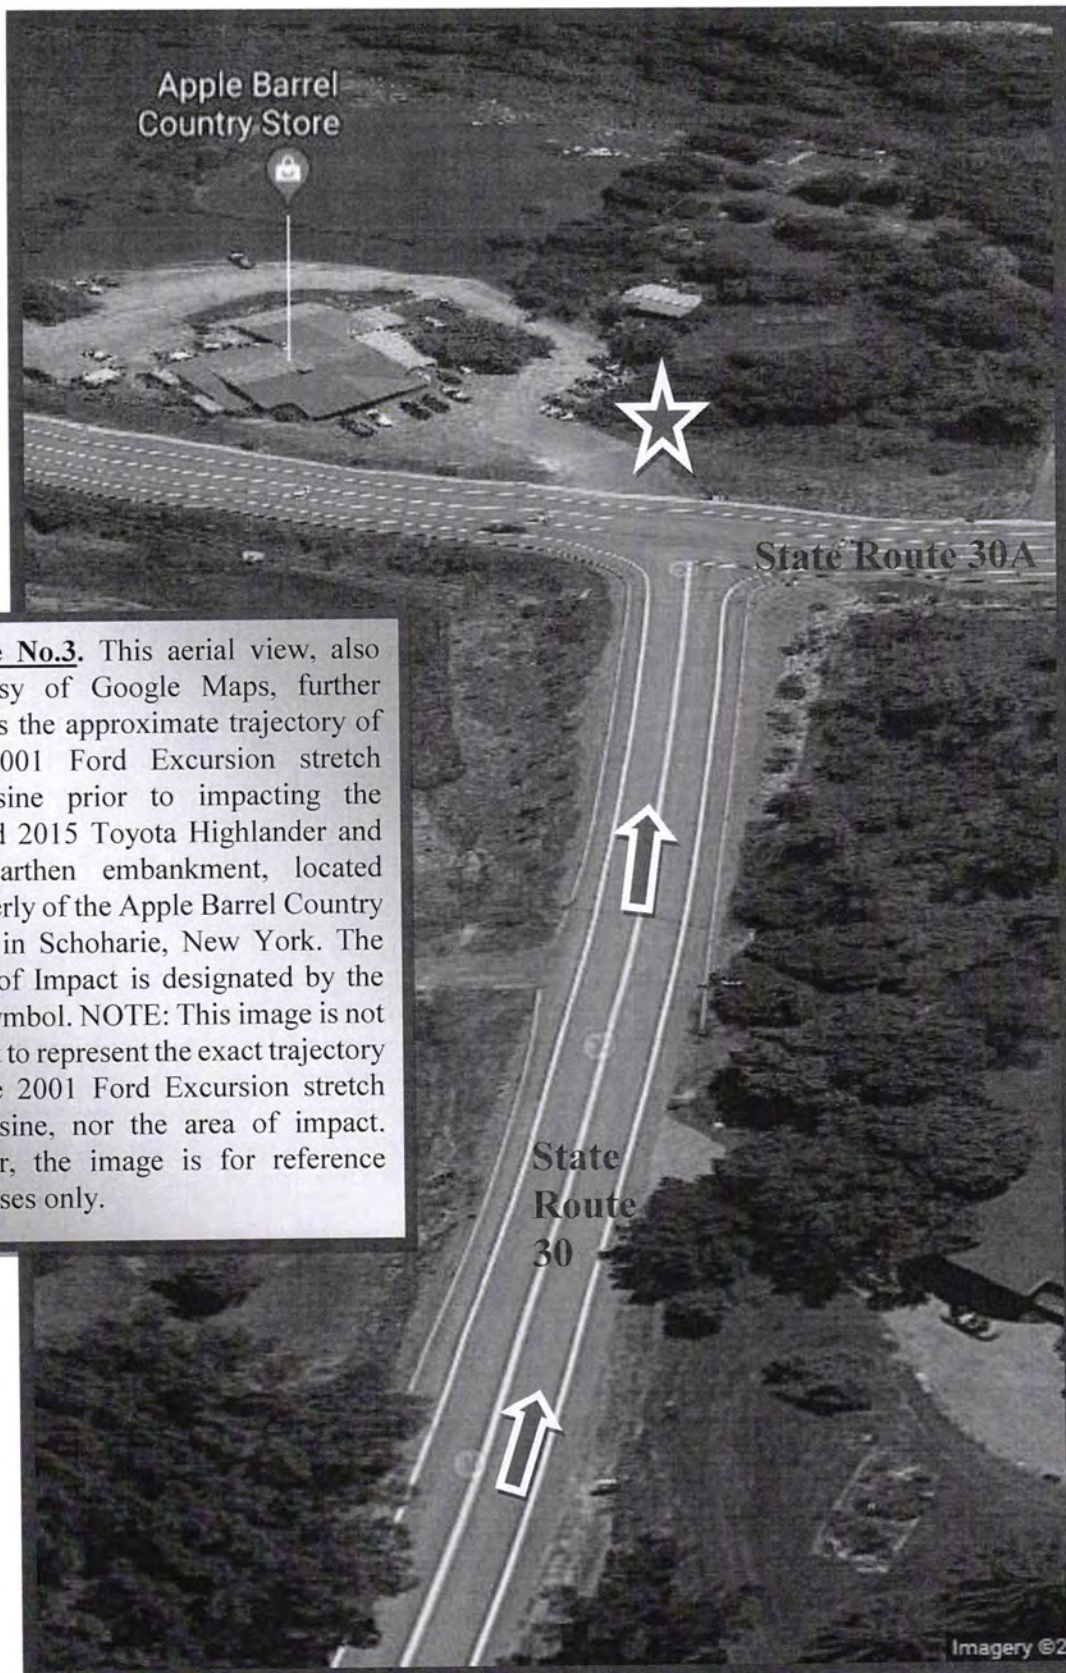 Apple Barrel
Country Store
State Route 30A
e No.3. This aerial view, also
sy of Google Maps, further
s the approximate trajectory of
001 Ford Excursion stretch
sine prior to impacting the
d 2015 Toyota Highlander and
arthen embankment, located
erly of the Apple Barrel Country
in Schoharie, New York. The
of Impact is designated by the
ymbol. NOTE: This image is not
t to represent the exact trajectory
e 2001 Ford Excursion stretch
sine, nor the area of impact.
r, the image is for reference
ses only.
State
Route
30
Imagery ©2